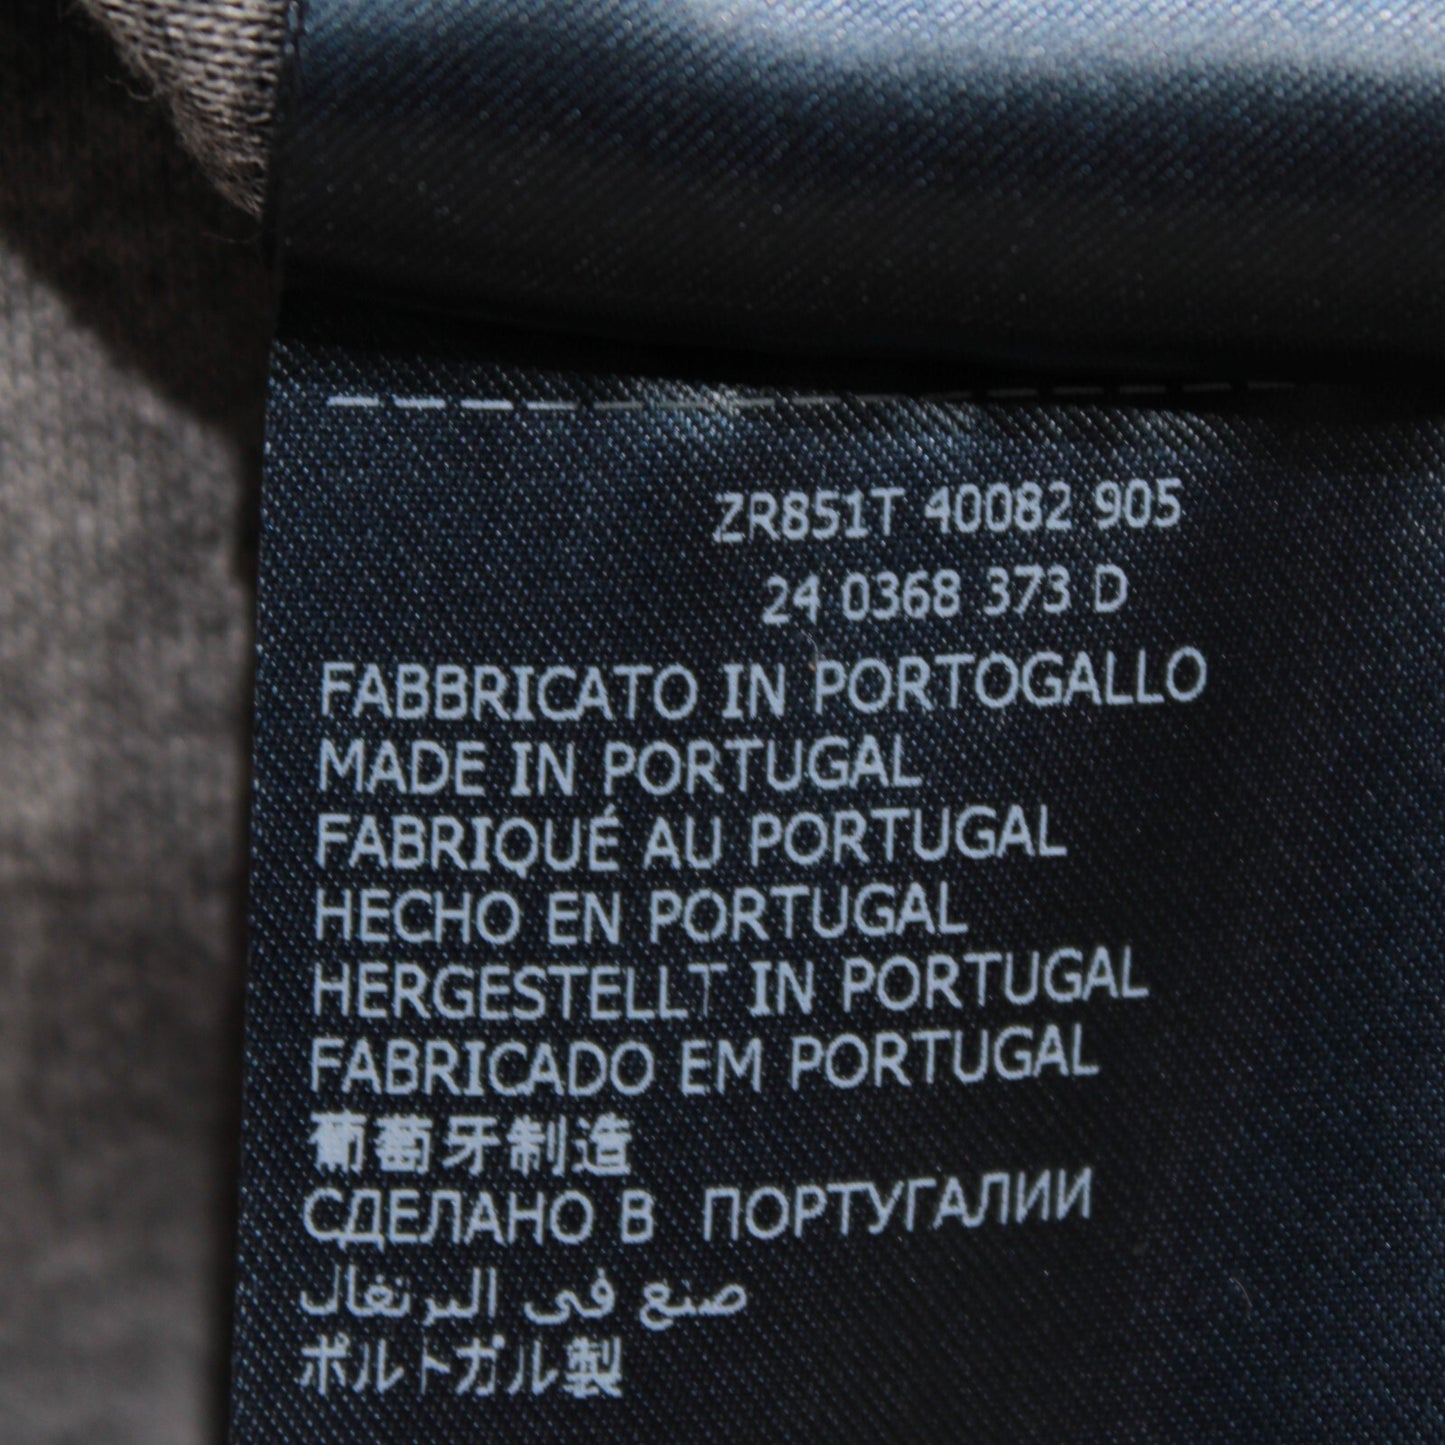 ZR851T 40082 905
24 0368 373 D
FABBRICATO IN PORTOGALLO
MADE IN PORTUGAL
FABRIQUÉ AU PORTUGAL
HECHO EN PORTUGAL
HERGESTELLT IN PORTUGAL
FABRICADO EM PORTUGAL
葡萄牙制造
СДЕЛАНО В ПОРТУГАЛИИ
صنع في البرتغال
ポルトガル製